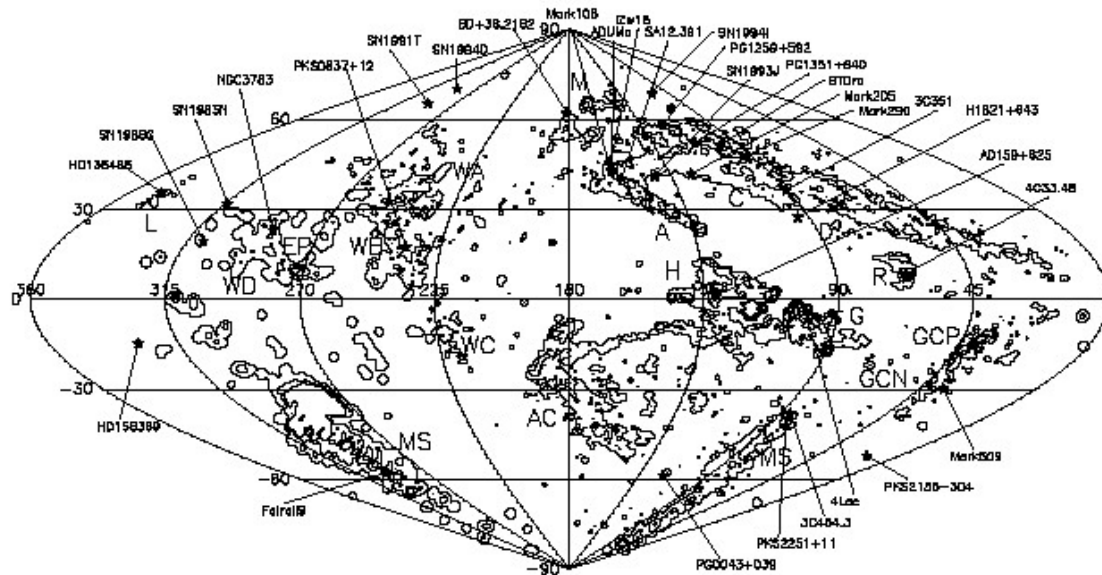 Mark106
BD+38.2182
SN1991T
SN1994D
NGC3783
PKS0837+12
SN1983N
SN1986G
HD135485
ADUMa
SA12.381
SN1994I
PG1259+592
SN1993J
PG1351+640
BTDra
Mark205
Mark290
3C351
H1821+643
AD159+625
4C33.48
90
M
60
WA
C
30
L
A
D
EP
WB
WD
H
R
360
315
270
225
180
90
45
G
GCP
WC
GCN
-30
AC
MS
MS
HD156369
-60
Fairall9
Mark509
PKS2155-304
4Lac
3C454.3
PKS2251+11
PG0043+039
-90